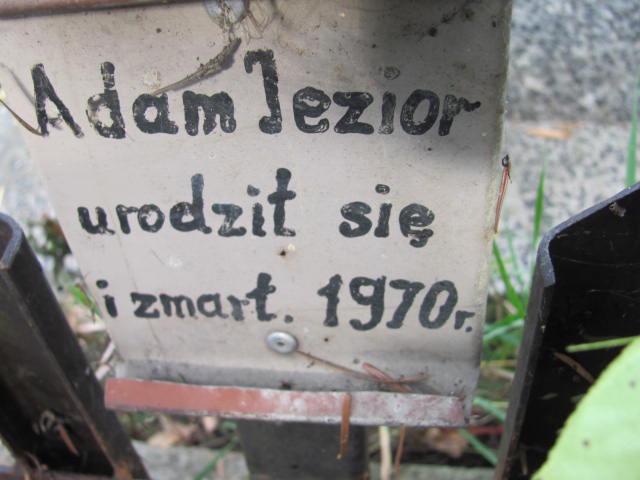 Adam Jezior
urodził się
i zmarł. 1970r.